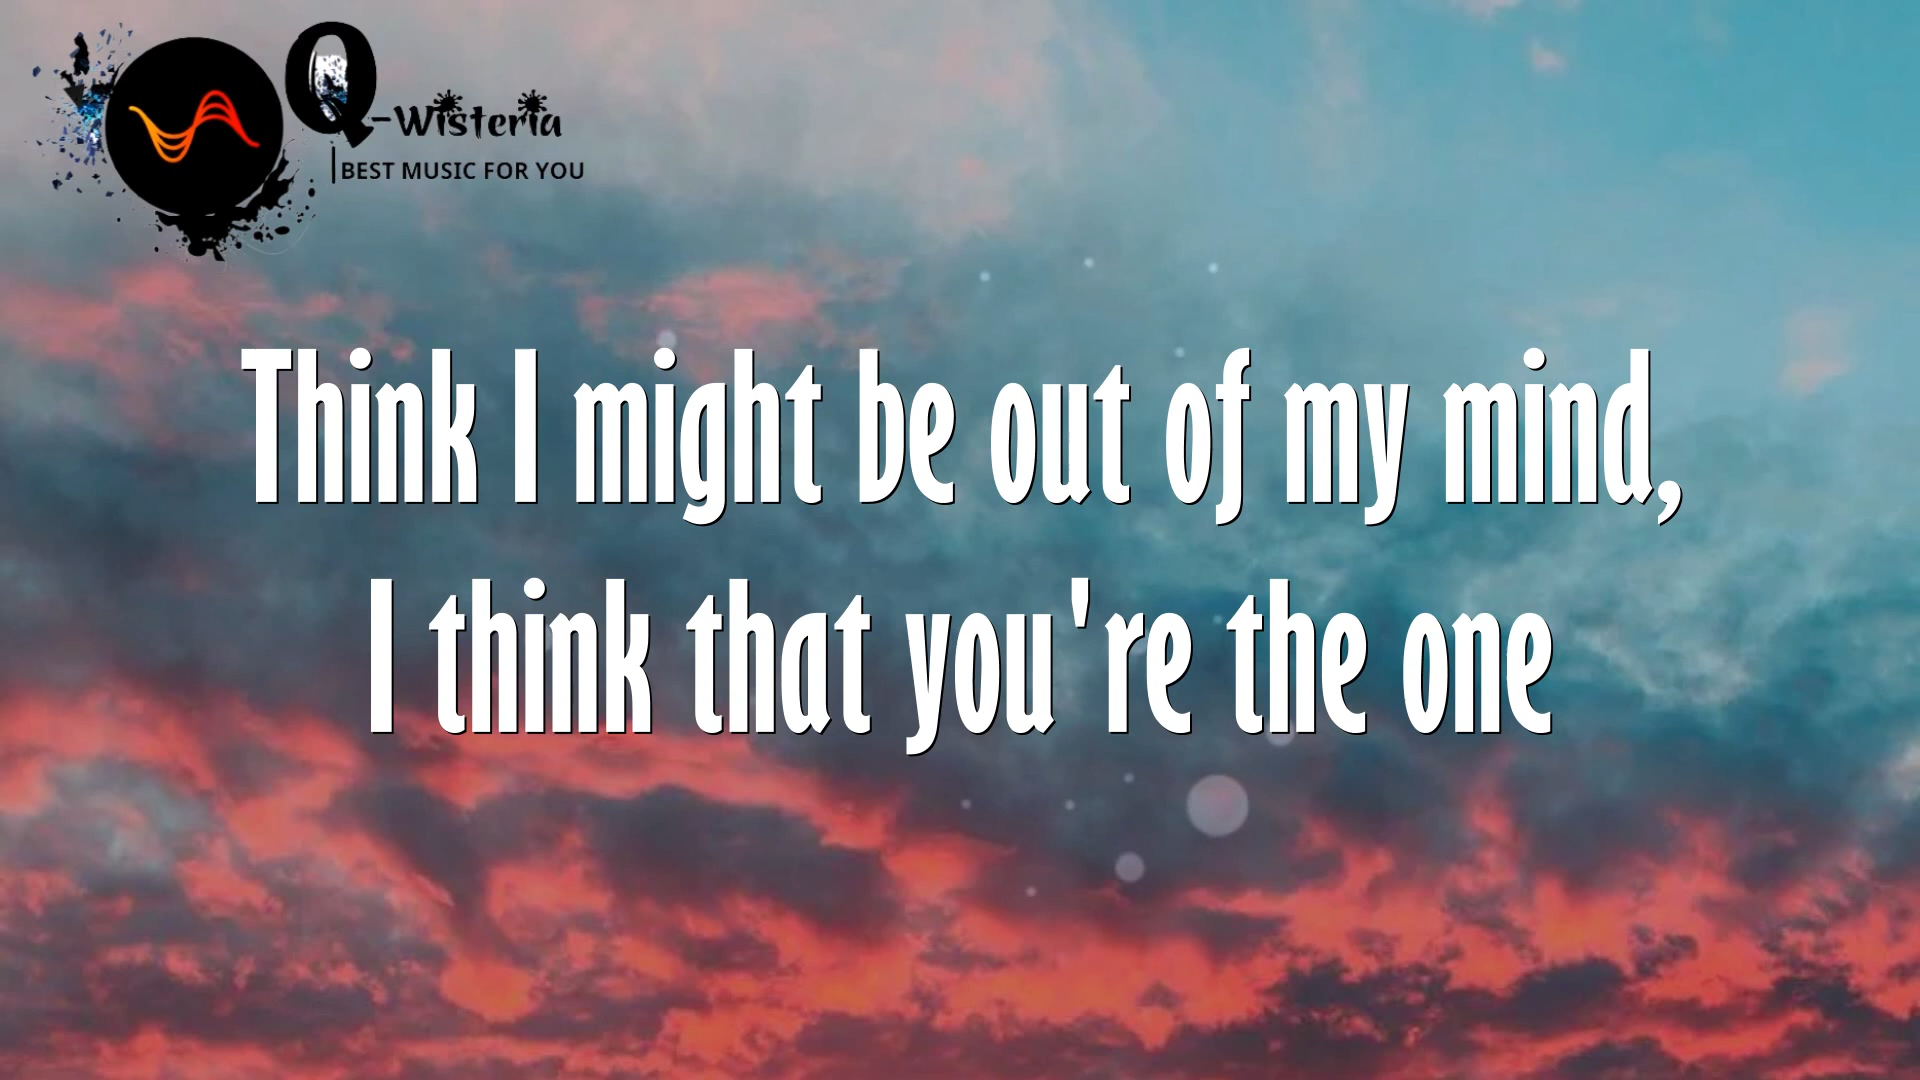 Q-Wisteria
BEST MUSIC FOR YOU
Think I might be out of my mind,
I think that you're the one